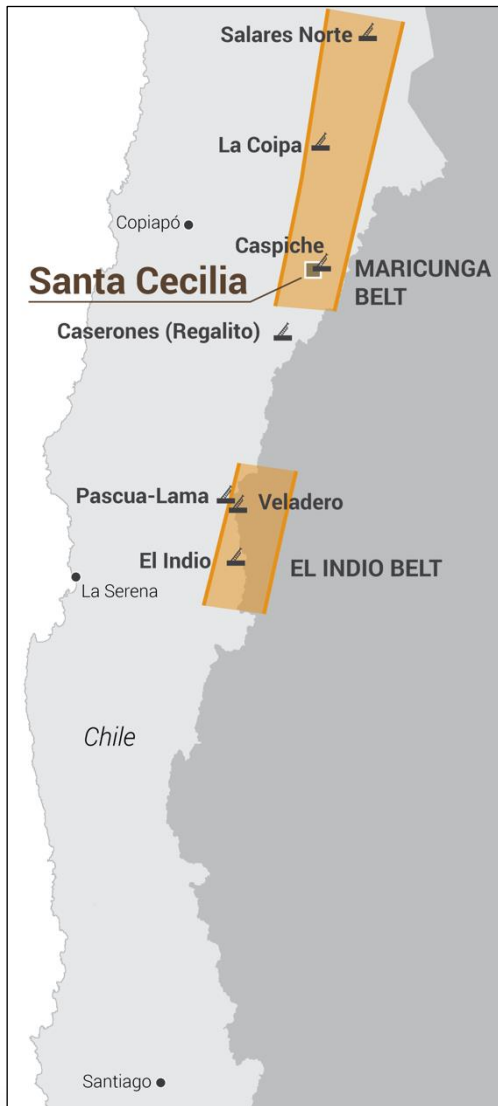 Salares Norte
La Coipa
Copiapó
Caspiche
MARICUNGA
BELT
Santa Cecilia
Caserones (Regalito)
Pascua-Lama
Veladero
El Indio
EL INDIO BELT
La Serena
Chile
Santiago